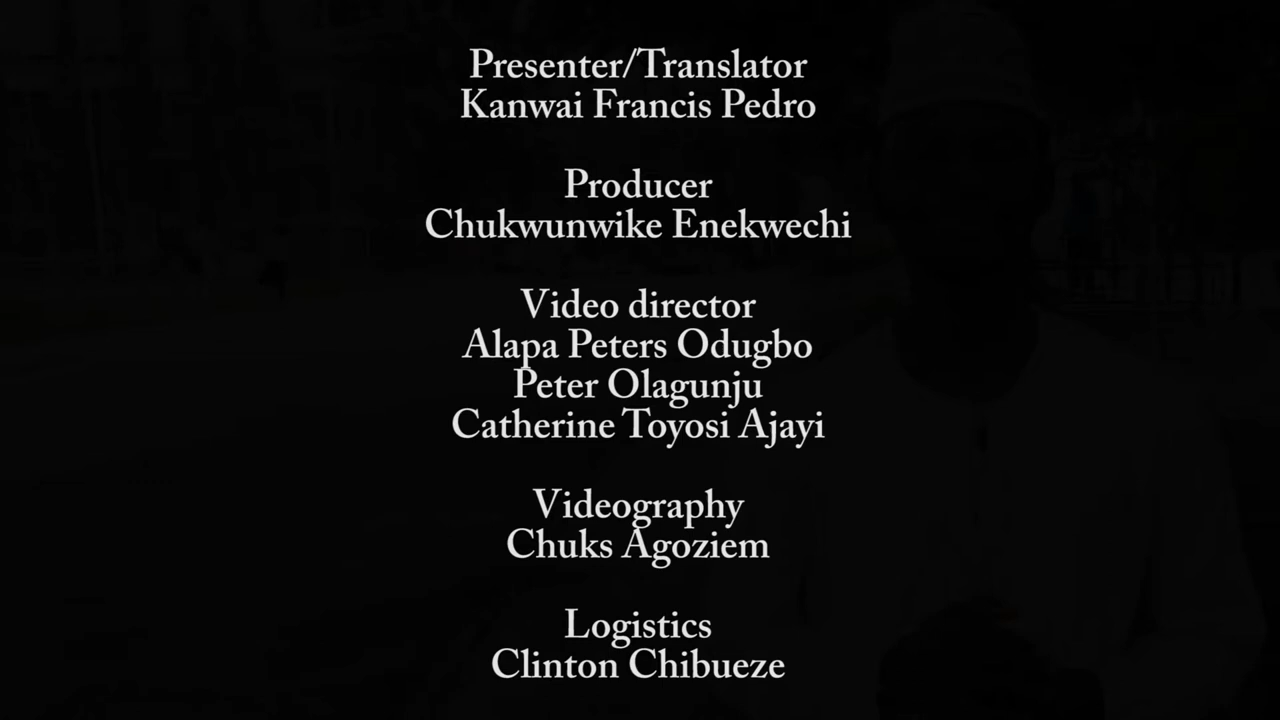 Presenter/Translator
Kanwai Francis Pedro
Producer
Chukwunwike Enekwechi
Video director
Alapa Peters Odugbo
Peter Olagunju
Catherine Toyosi Ajayi
Videography
Chuks Agoziem
Logistics
Clinton Chibueze